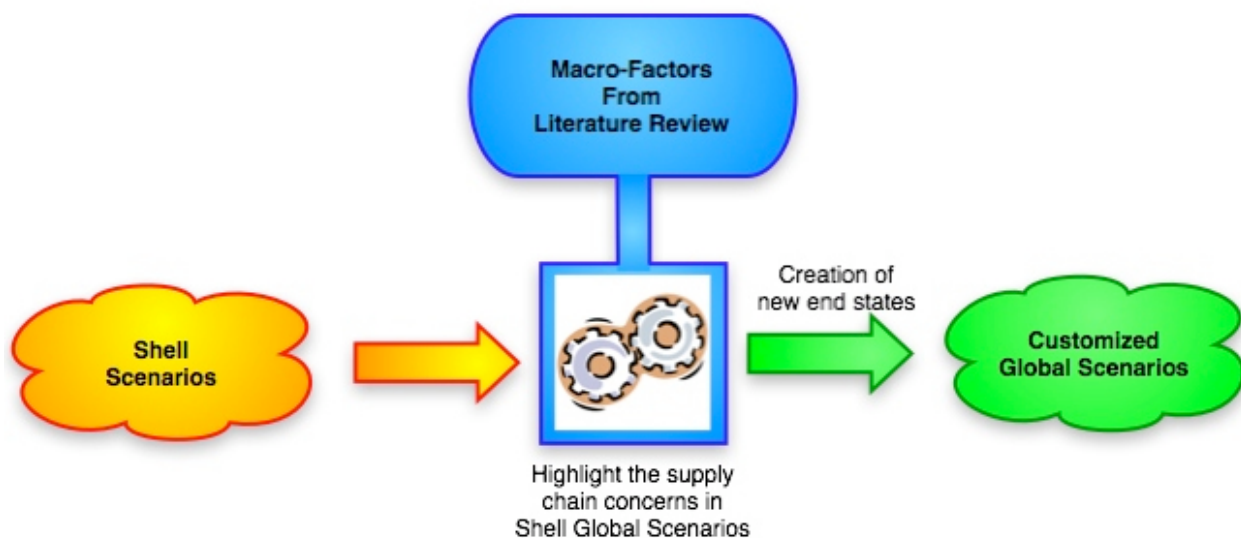 Macro-Factors
From
Literature Review
Shell
Scenarios
Creation of
new end states
Customized
Global Scenarios
Highlight the supply
chain concerns in
Shell Global Scenarios